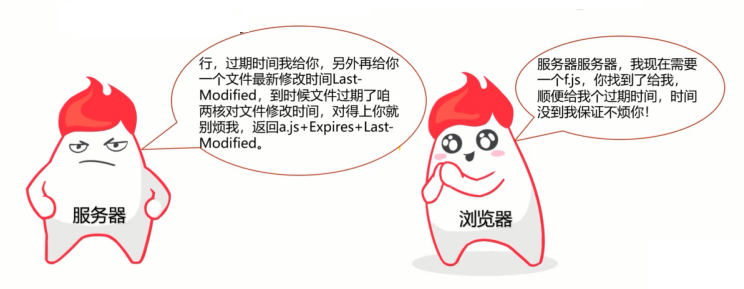 行，过期时间我给你，另外再给你
一个文件最新修改时间Last-
Modified，到时候文件过期了咱
两核对文件修改时间，对得上你就
别烦我，返回a.js+Expires+Last-
Modified。
服务器服务器，我现在需要
一个f.js，你找到了给我，
顺便给我个过期时间，时间
没到我保证不烦你！
服务器
浏览器